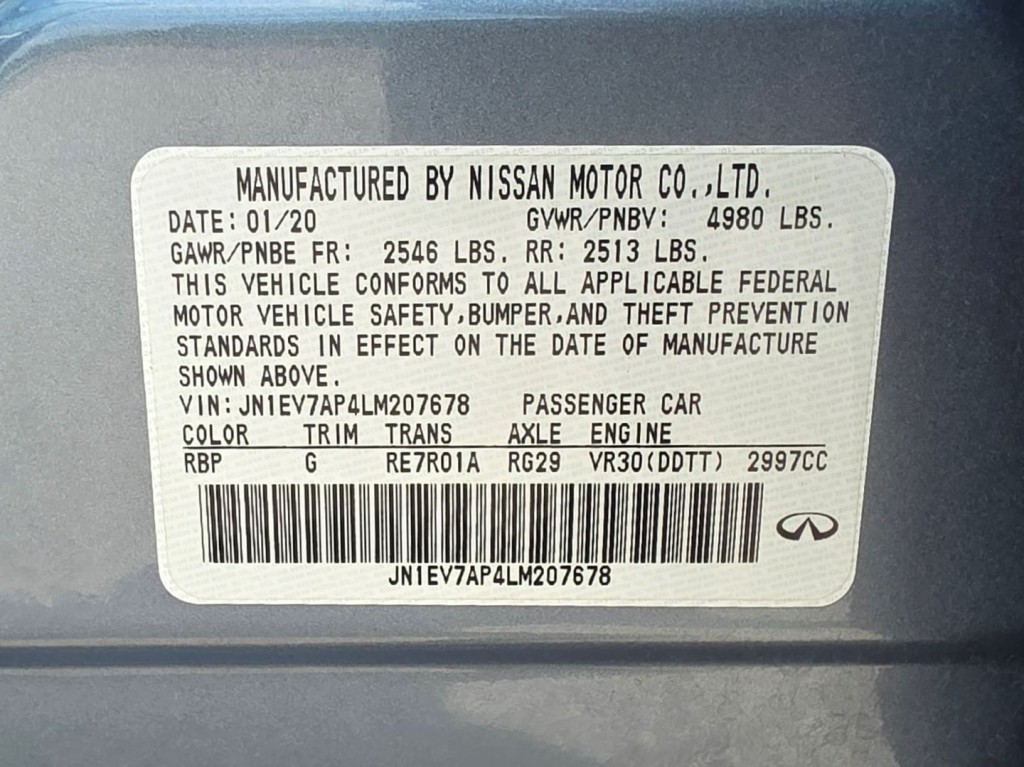 MANUFACTURED BY NISSAN MOTOR CO.,LTD.
DATE: 01/20 GVWR/PNBV: 4980 LBS.
GAWR/PNBE FR: 2546 LBS. RR: 2513 LBS.
THIS VEHICLE CONFORMS TO ALL APPLICABLE FEDERAL
MOTOR VEHICLE SAFETY,BUMPER,AND THEFT PREVENTION
STANDARDS IN EFFECT ON THE DATE OF MANUFACTURE
SHOWN ABOVE.
VIN: JN1EV7AP4LM207678 PASSENGER CAR
COLOR TRIM TRANS AXLE ENGINE
RBP G RE7R01A RG29 VR30(DDTT) 2997CC
JN1EV7AP4LM207678